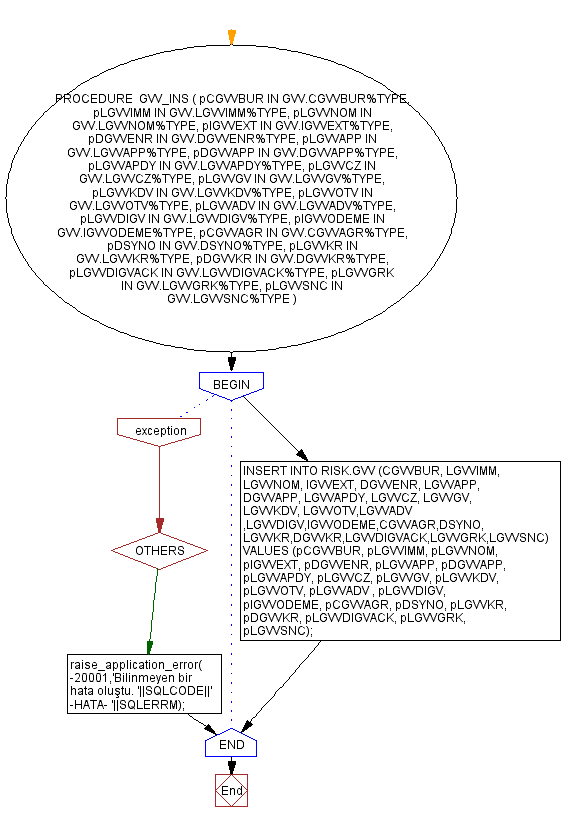 PROCEDURE GVV_INS ( pCGVVBUR IN GVV.CGVVBUR%TYPE,
pLGVVIMM IN GVV.LGVVIMM%TYPE, pLGVVNOM IN
GVV.LGVVNOM%TYPE, pIGVVEXT IN GVV.IGVVEXT%TYPE,
pDGVVENR IN GVV.DGVVENR%TYPE, pLGVVAPP IN
GVV.LGVVAPP%TYPE, pDGVVAPP IN GVV.DGVVAPP%TYPE,
pLGVVAPDY IN GVV.LGVVAPDY%TYPE, pLGVVCZ IN
GVV.LGVVCZ%TYPE, pLGVVGV IN GVV.LGVVGV%TYPE,
pLGVVKDV IN GVV.LGVVKDV%TYPE, pLGVVOTV IN
GVV.LGVVOTV%TYPE, pLGVVADV IN GVV.LGVVADV%TYPE,
pLGVVDIGV IN GVV.LGVVDIGV%TYPE, pIGVVODEME IN
GVV.IGVVODEME%TYPE, pCGVVAGR IN GVV.CGVVAGR%TYPE,
pDSYNO IN GVV.DSYNO%TYPE, pLGVVKR IN
GVV.LGVVKR%TYPE, pDGVVKR IN GVV.DGVVKR%TYPE,
pLGVVDIGVACK IN GVV.LGVVDIGVACK%TYPE, pLGVVGRK
IN GVV.LGVVGRK%TYPE, pLGVVSNC IN
GVV.LGVVSNC%TYPE )
BEGIN
exception
OTHERS
raise_application_error(
-20001,'Bilinmeyen bir
hata oluştu. '||SQLCODE||'
-HATA- '||SQLERRM);
INSERT INTO RISK.GVV (CGVVBUR, LGVVIMM,
LGVVNOM, IGVVEXT, DGVVENR, LGVVAPP,
DGVVAPP, LGVVAPDY, LGVVCZ, LGVVGV,
LGVVKDV, LGVVOTV,LGVVADV
,LGVVDIGV,IGVVODEME,CGVVAGR,DSYNO,
LGVVKR,DGVVKR,LGVVDIGVACK,LGVVGRK,LGVVSNC)
VALUES (pCGVVBUR, pLGVVIMM, pLGVVNOM,
pIGVVEXT, pDGVVENR, pLGVVAPP, pDGVVAPP,
pLGVVAPDY, pLGVVCZ, pLGVVGV, pLGVVKDV,
pLGVVOTV, pLGVVADV , pLGVVDIGV,
pIGVVODEME, pCGVVAGR, pDSYNO, pLGVVKR,
pDGVVKR, pLGVVDIGVACK, pLGVVGRK,
pLGVVSNC);
END
End